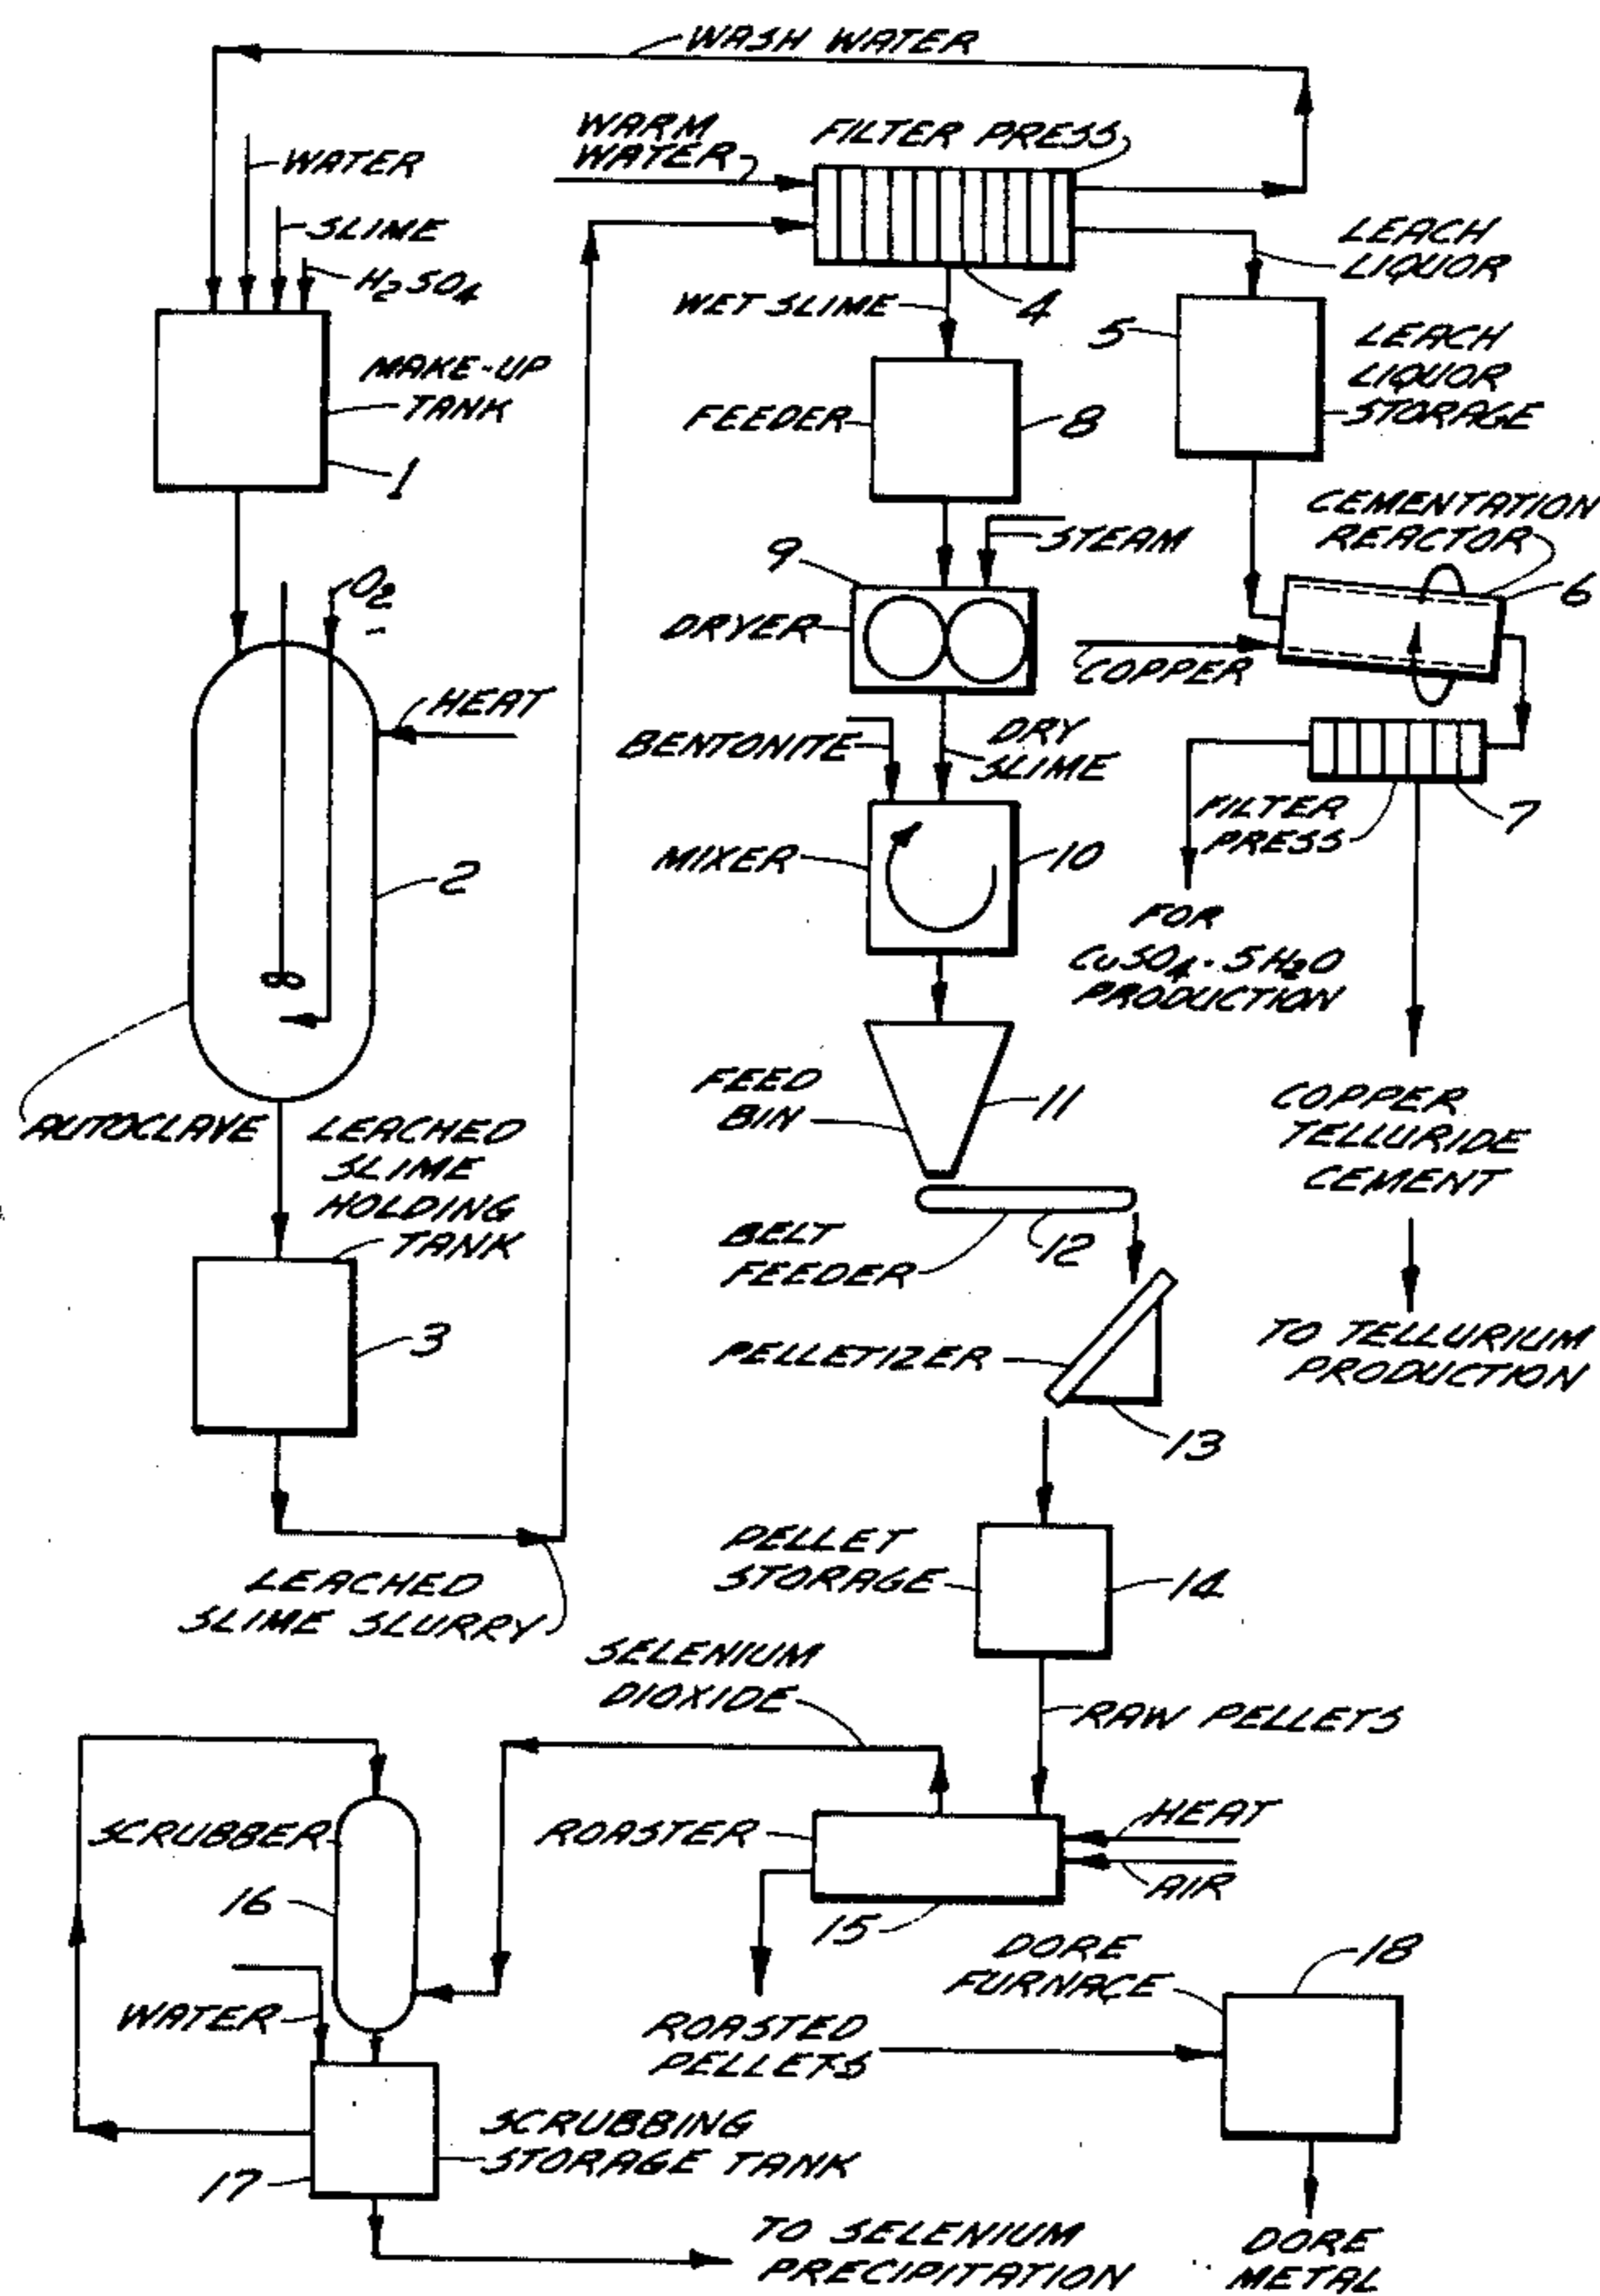 WASH WATER
WARM
WATER
FILTER PRESS
WATER
SLIME
H2SO4
LEACH
LIQUOR
WET SLIME
4
5
LEACH
LIQUOR
STORAGE
MAKE-UP
TANK
1
FEEDER
8
CEMENTATION
REACTOR
6
9
STEAM
O2
DRYER
COPPER
HEAT
BENTONITE
DRY
SLIME
FILTER
PRESS
7
MIXER
10
2
FOR
CuSO4·5H2O
PRODUCTION
FEED
BIN
11
COPPER
TELLURIDE
CEMENT
AUTOCLAVE
LEACHED
SLIME
HOLDING
TANK
BELT
FEEDER
12
3
PELLETIZER
13
TO TELLURIUM
PRODUCTION
PELLET
STORAGE
14
LEACHED
SLIME SLURRY
SELENIUM
DIOXIDE
RAW PELLETS
SCRUBBER
ROASTER
HEAT
AIR
16
15
DORE
FURNACE
18
WATER
ROASTED
PELLETS
SCRUBBING
STORAGE TANK
17
TO SELENIUM
PRECIPITATION
DORE
METAL